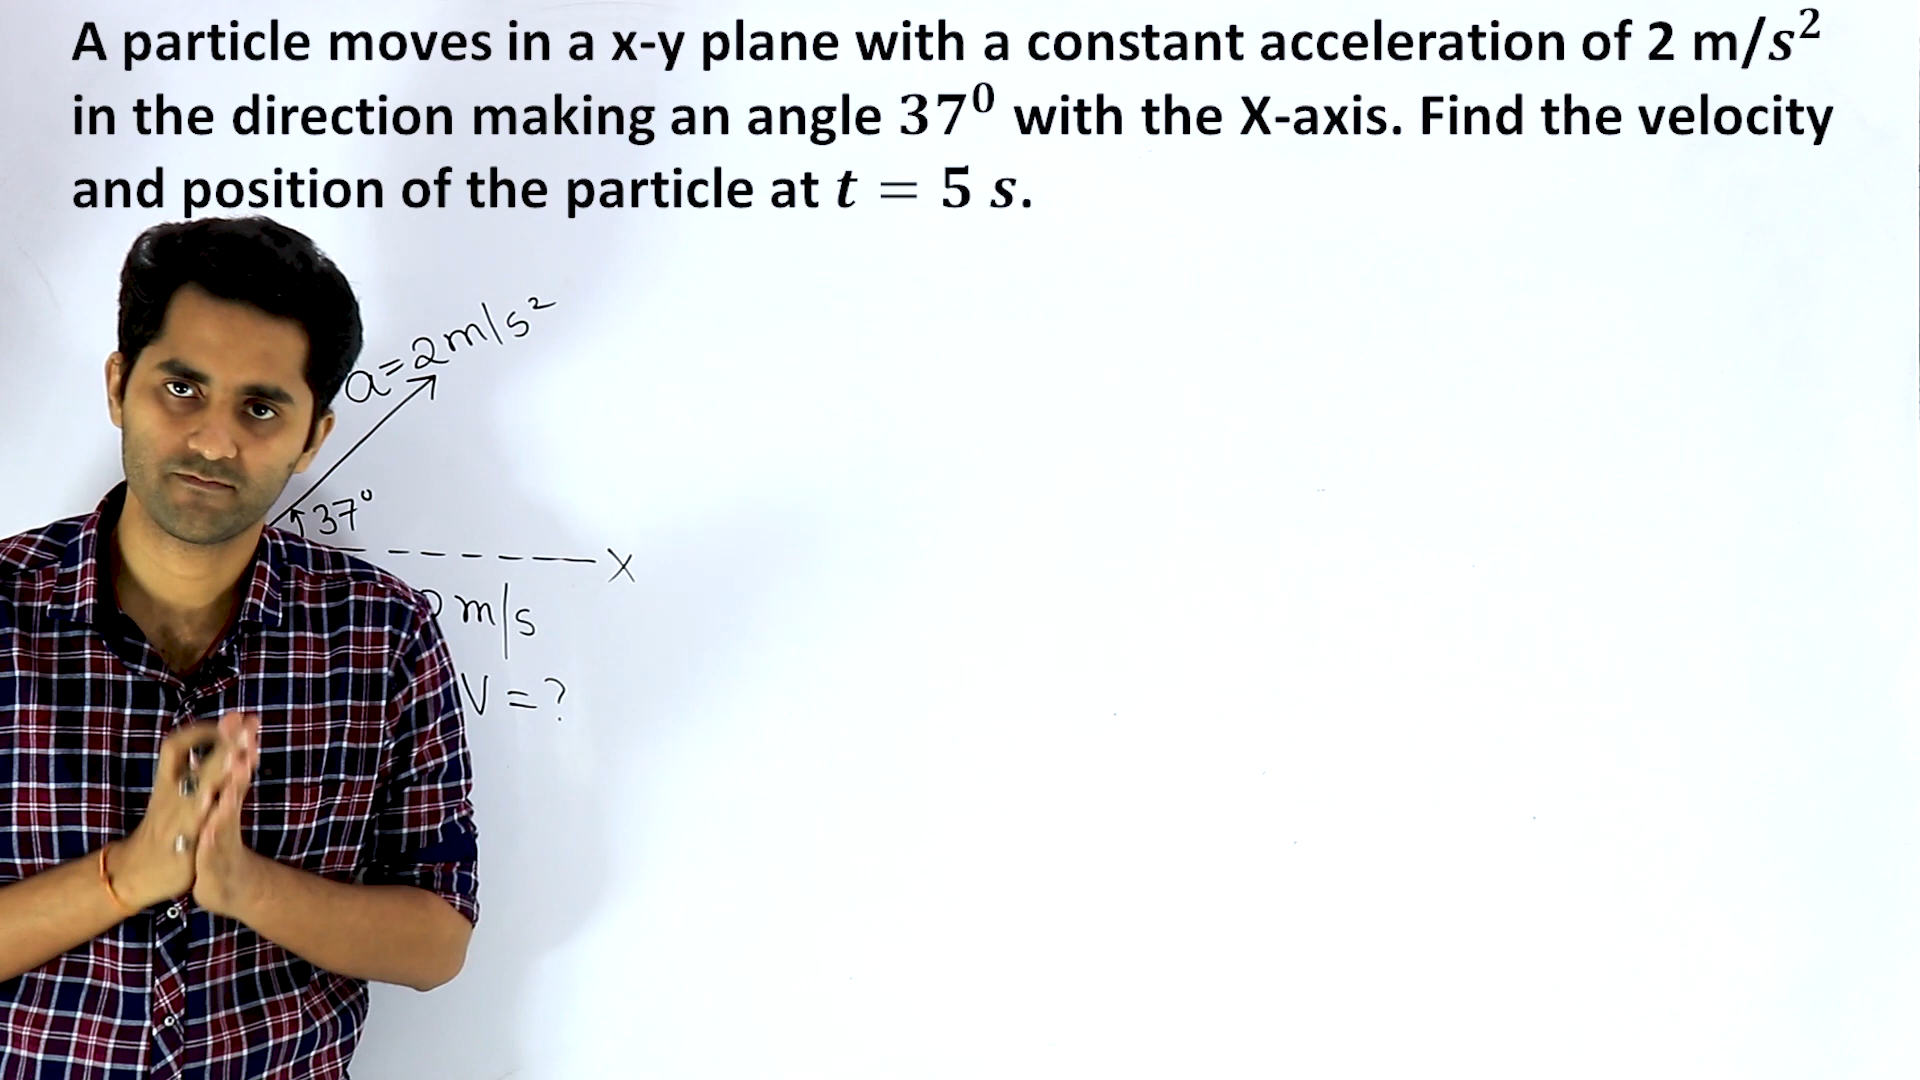 A particle moves in a x-y plane with a constant acceleration of 2 m/s²
in the direction making an angle 37⁰ with the X-axis. Find the velocity
and position of the particle at t = 5 s.
a=2m/s²
37°
X
m/s
V = ?